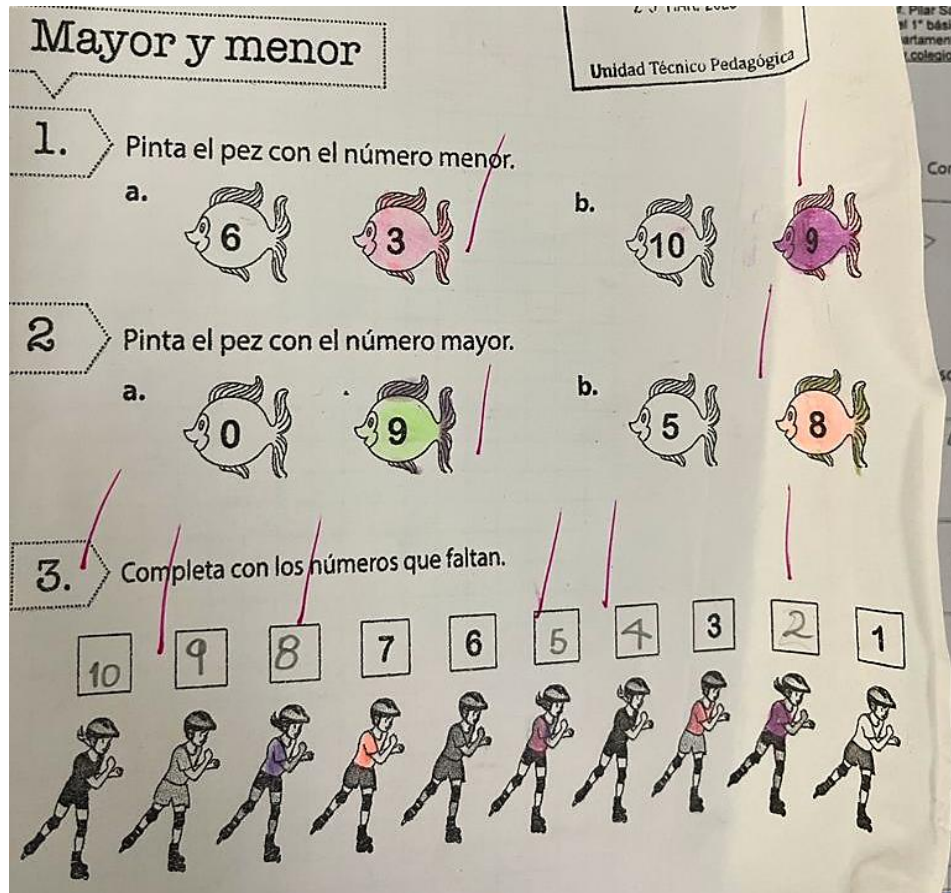 Mayor y menor
Unidad Técnico Pedagógica
1. Pinta el pez con el número menor.
a. 6 3 b. 10 9
2 Pinta el pez con el número mayor.
a. 0 9 b. 5 8
3. Completa con los números que faltan.
10 9 8 7 6 5 4 3 2 1